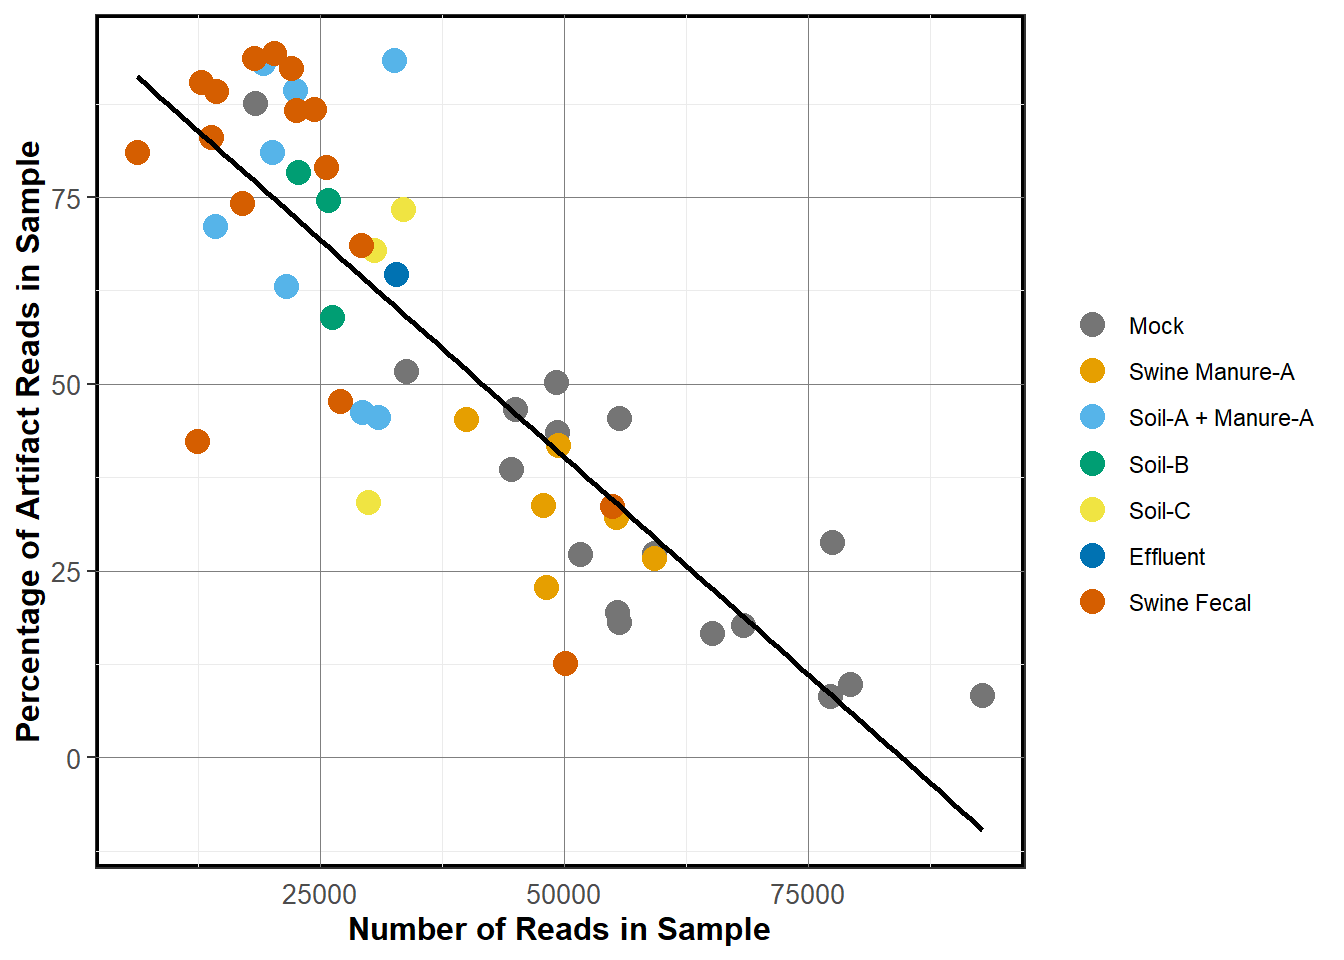 Percentage of Artifact Reads in Sample
75
50
25
0
25000 50000 75000
Number of Reads in Sample
Mock
Swine Manure-A
Soil-A + Manure-A
Soil-B
Soil-C
Effluent
Swine Fecal